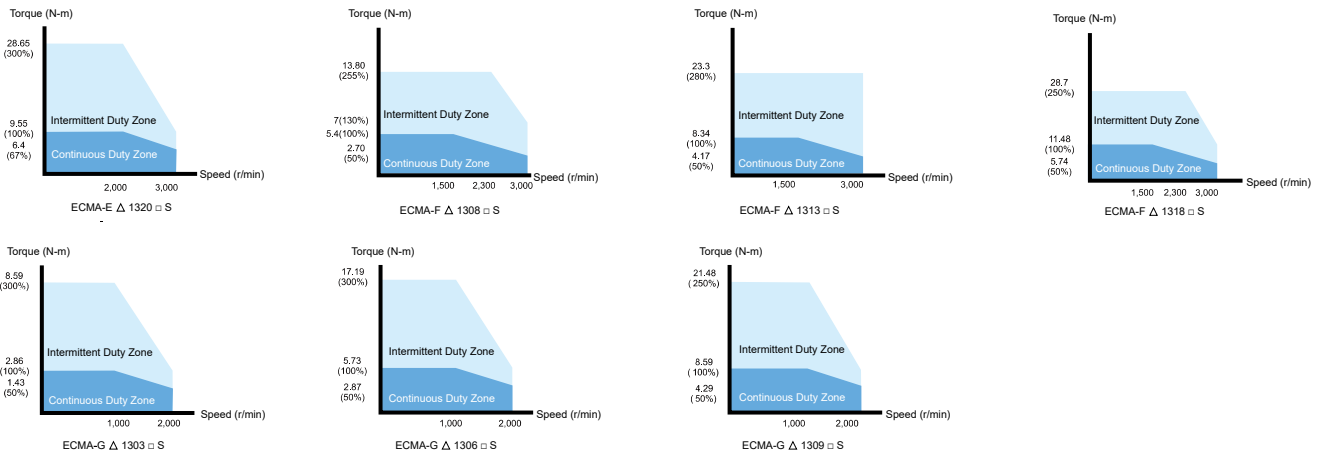 Torque (N-m)
28.65
(300%)
9.55
(100%)
6.4
(67%)
Intermittent Duty Zone
Continuous Duty Zone
2,000
3,000
Speed (r/min)
ECMA-E △ 1320 □ S
-
Torque (N-m)
13.80
(255%)
7(130%)
5.4(100%)
2.70
(50%)
Intermittent Duty Zone
Continuous Duty Zone
1,500
2,300
3,000
Speed (r/min)
ECMA-F △ 1308 □ S
Torque (N-m)
23.3
(280%)
8.34
(100%)
4.17
(50%)
Intermittent Duty Zone
Continuous Duty Zone
1,500
3,000
Speed (r/min)
ECMA-F △ 1313 □ S
Torque (N-m)
28.7
(250%)
11.48
(100%)
5.74
(50%)
Intermittent Duty Zone
Continuous Duty Zone
1,500
2,300
3,000
Speed (r/min)
ECMA-F △ 1318 □ S
Torque (N-m)
8.59
(300%)
2.86
(100%)
1.43
(50%)
Intermittent Duty Zone
Continuous Duty Zone
1,000
2,000
Speed (r/min)
ECMA-G △ 1303 □ S
Torque (N-m)
17.19
(300%)
5.73
(100%)
2.87
(50%)
Intermittent Duty Zone
Continuous Duty Zone
1,000
2,000
Speed (r/min)
ECMA-G △ 1306 □ S
Torque (N-m)
21.48
( 250%)
8.59
( 100%)
4.29
( 50%)
Intermittent Duty Zone
Continuous Duty Zone
1,000
2,000
Speed (r/min)
ECMA-G △ 1309 □ S